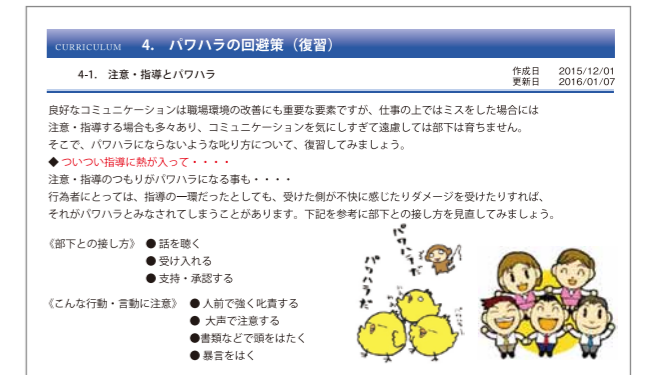 CURRICULUM 4. パワハラの回避策（復習）
4-1. 注意・指導とパワハラ
作成日 2015/12/01
更新日 2016/01/07
良好なコミュニケーションは職場環境の改善にも重要な要素ですが、仕事の上ではミスをした場合には
注意・指導する場合も多々あり、コミュニケーションを気にしすぎて遠慮しては部下は育ちません。
そこで、パワハラにならないような叱り方について、復習してみましょう。
◆ ついつい指導に熱が入って・・・・
注意・指導のつもりがパワハラになる事も・・・・
行為者にとっては、指導の一環だったとしても、受けた側が不快に感じたりダメージを受けたりすれば、
それがパワハラとみなされてしまうことがあります。下記を参考に部下との接し方を見直してみましょう。
《部下との接し方》 ● 話を聴く
● 受け入れる
● 支持・承認する
《こんな行動・言動に注意》 ● 人前で強く叱責する
● 大声で注意する
●書類などで頭をはたく
● 暴言をはく
パワハラだ
パワハラだ